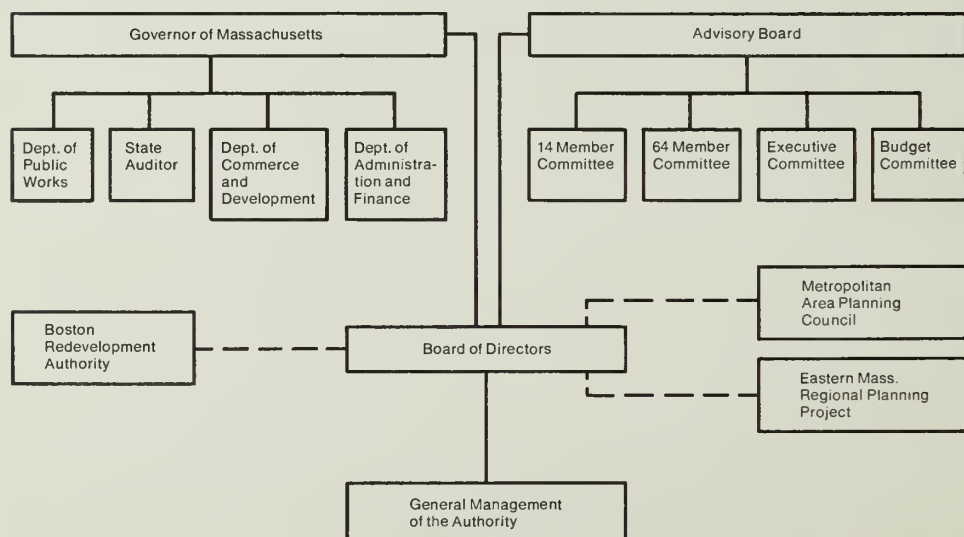 Governor of Massachusetts
Advisory Board
Dept. of
Public
Works
State
Auditor
Dept. of
Commerce
and
Development
Dept. of
Administra-
tion and
Finance
14 Member
Committee
64 Member
Committee
Executive
Committee
Budget
Committee
Metropolitan
Area Planning
Council
Boston
Redevelopment
Authority
Board of Directors
Eastern Mass.
Regional Planning
Project
General Management
of the Authority